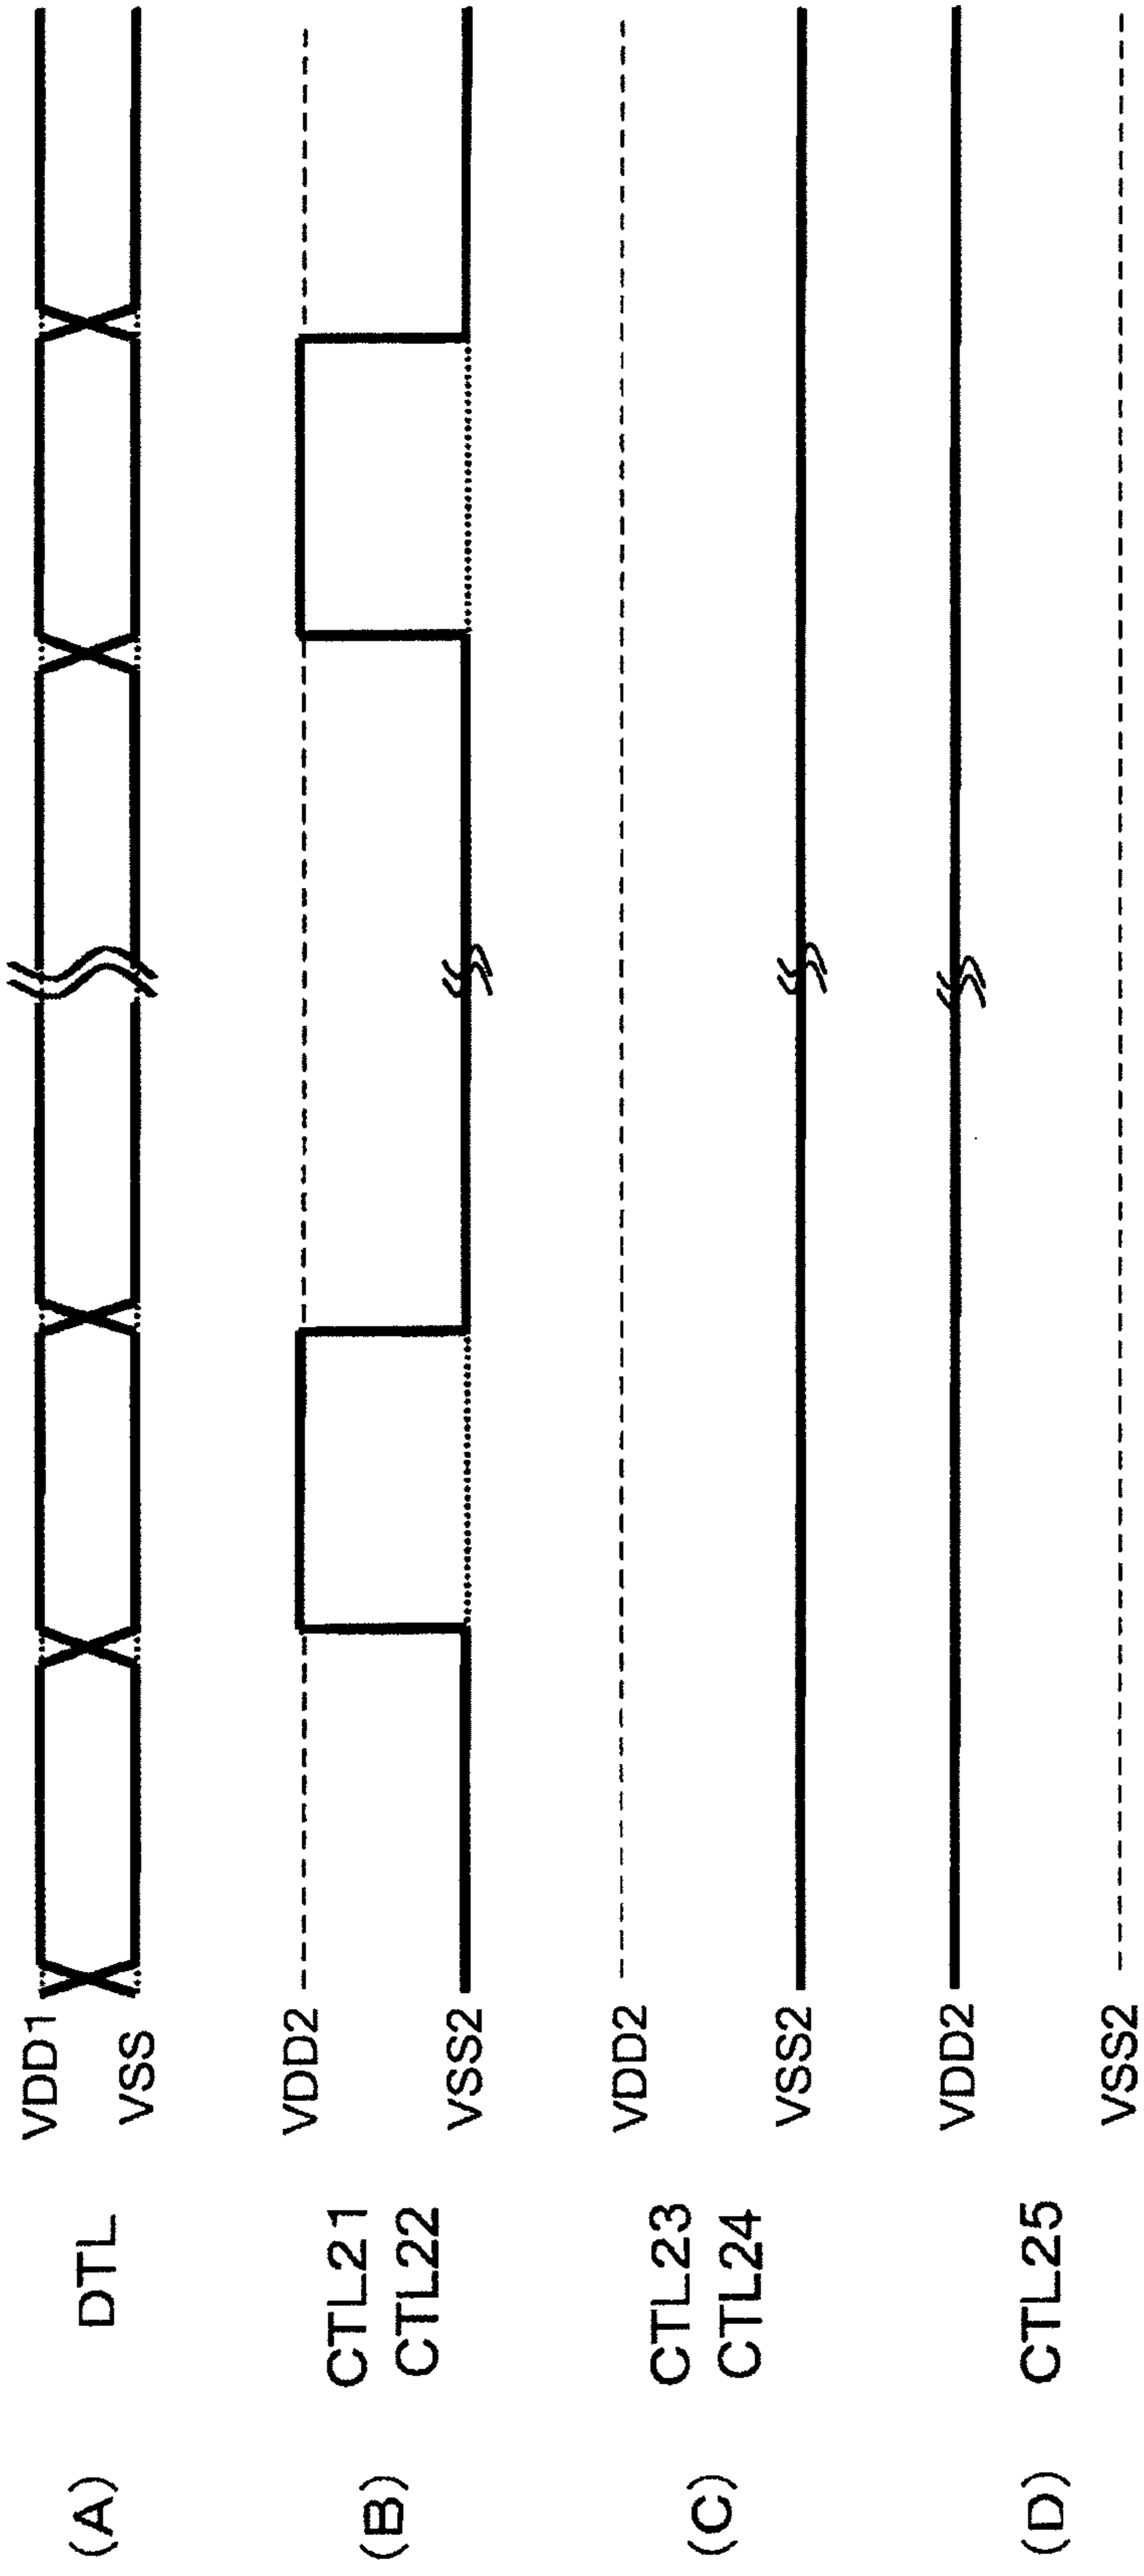 (A)
DTL
VDD1
VSS
(B)
CTL21
CTL22
VDD2
VSS2
(C)
CTL23
CTL24
VDD2
VSS2
(D)
CTL25
VDD2
VSS2